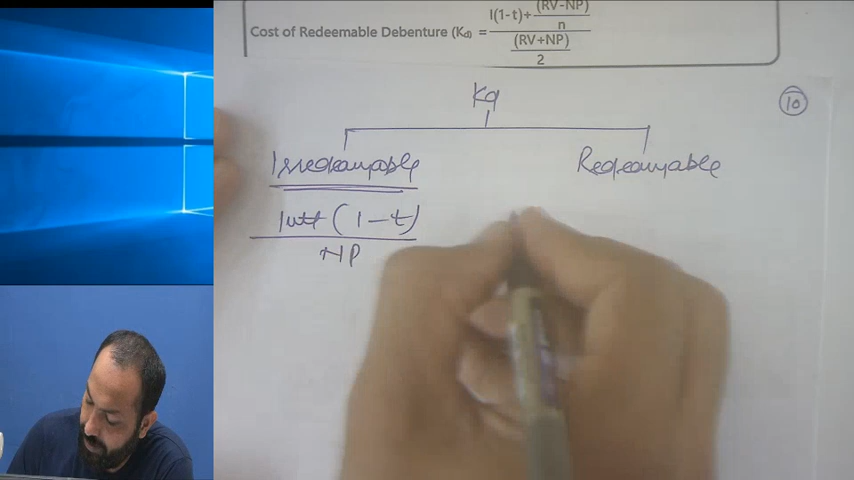 I(1-t)+(RV-NP)
n
Cost of Redeemable Debenture (Kd) =
(RV+NP)
2
Kd
10
Irredeemable
Redeemable
Intt (1-t)
NP